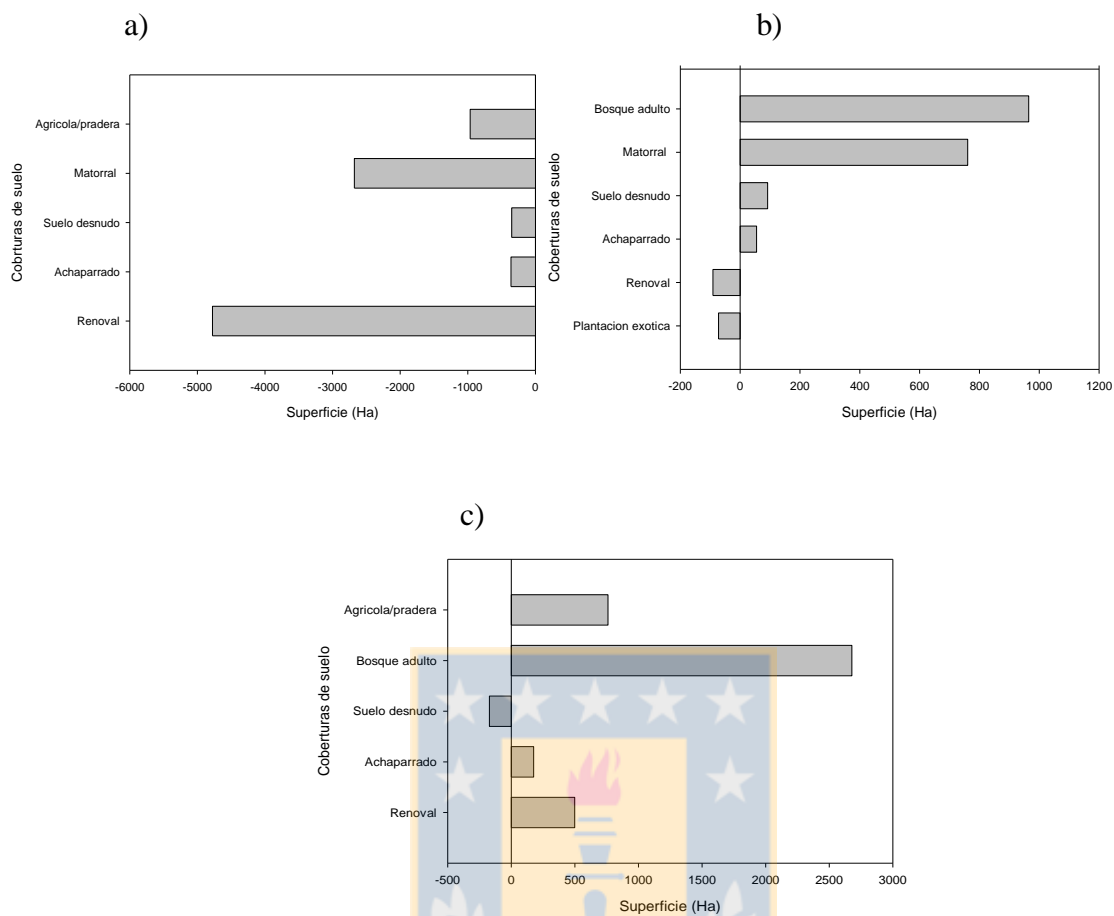 a)
Agricola/pradera
Matorral
Suelo desnudo
Achaparrado
Renoval
Cobrturas de suelo
-6000 -5000 -4000 -3000 -2000 -1000 0
Superficie (Ha)
b)
Bosque adulto
Matorral
Suelo desnudo
Achaparrado
Renoval
Plantacion exotica
Coberturas de suelo
-200 0 200 400 600 800 1000 1200
Superficie (Ha)
c)
Agricola/pradera
Bosque adulto
Suelo desnudo
Achaparrado
Renoval
Coberturas de suelo
-500 0 500 1000 1500 2000 2500 3000
Superficie (Ha)